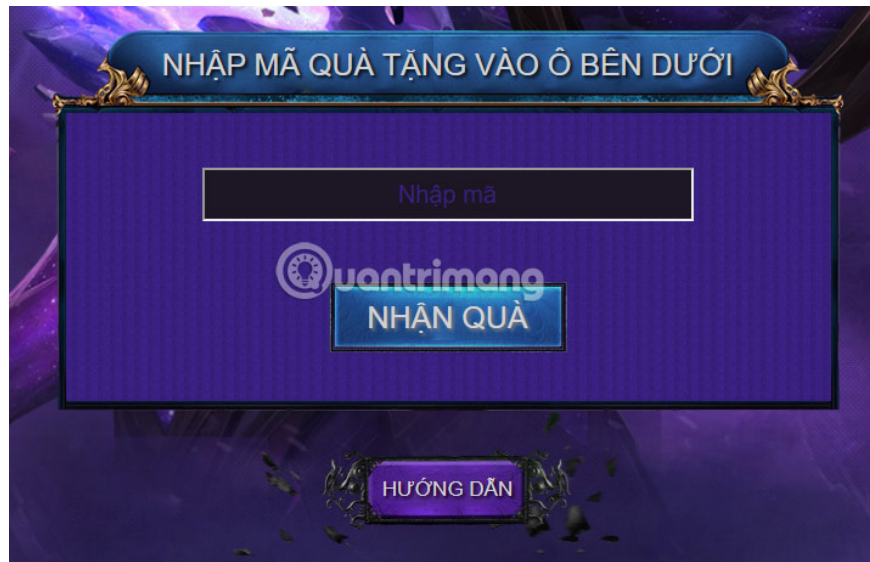 NHẬP MÃ QUÀ TẶNG VÀO Ô BÊN DƯỚI
Nhập mã
Quantrimang
NHẬN QUÀ
HƯỚNG DẪN